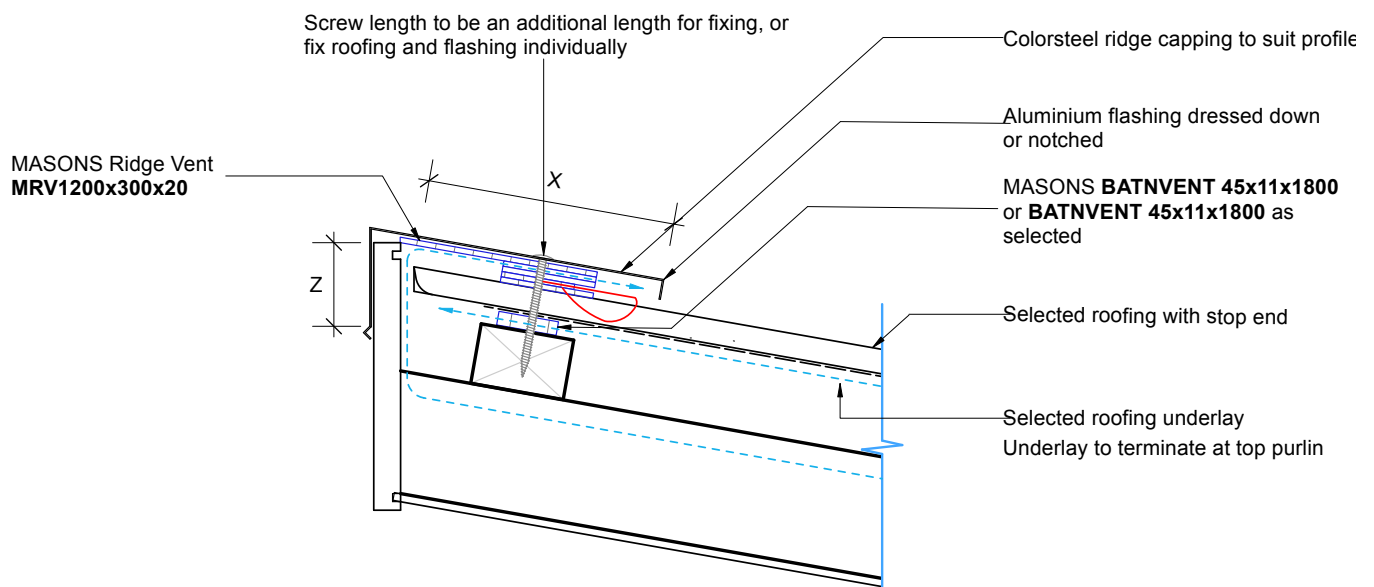 Screw length to be an additional length for fixing, or
fix roofing and flashing individually
Colorsteel ridge capping to suit profile
Aluminium flashing dressed down
or notched
MASONS Ridge Vent
MRV1200x300x20
X
MASONS BATNVENT 45x11x1800
or BATNVENT 45x11x1800 as
selected
Z
Selected roofing with stop end
Selected roofing underlay
Underlay to terminate at top purlin